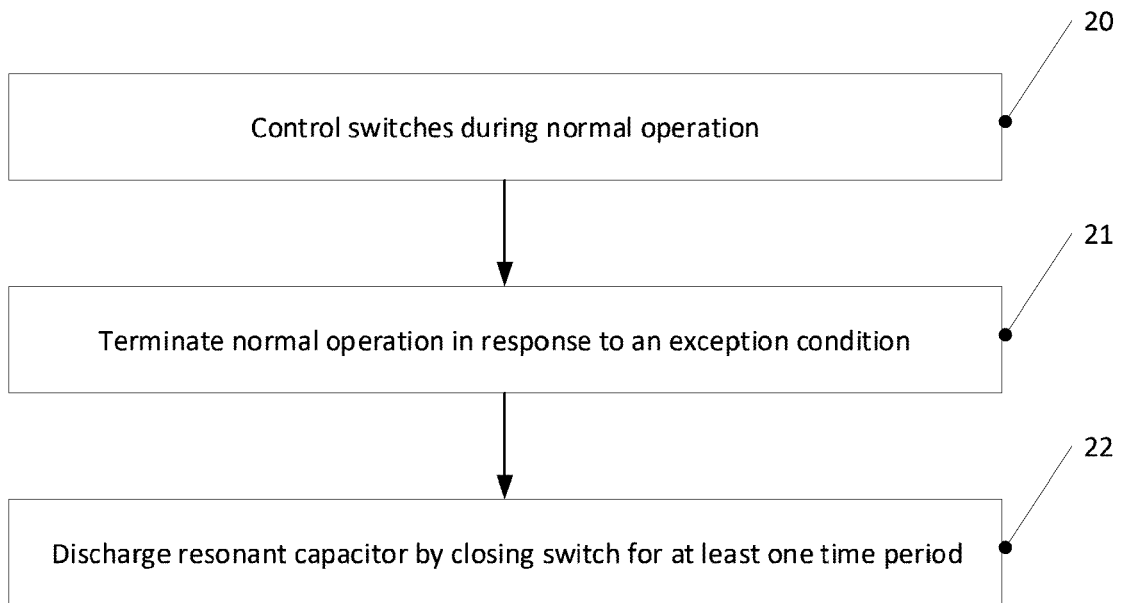 20
Control switches during normal operation
21
Terminate normal operation in response to an exception condition
22
Discharge resonant capacitor by closing switch for at least one time period